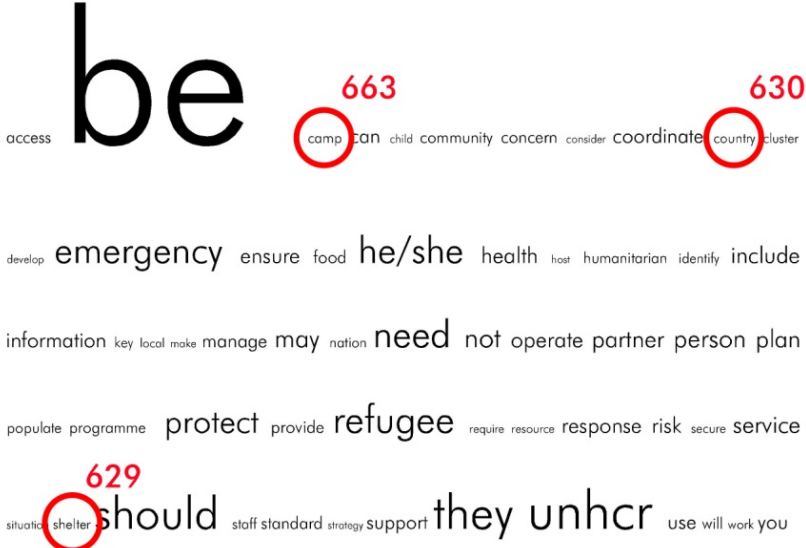 663 630
access be camp can child community concern consider coordinate country cluster
develop emergency ensure food he/she health host humanitarian identify include
information key local make manage may nation need not operate partner person plan
populate programme protect provide refugee require resource response risk secure service
629
situation shelter should staff standard strategy support they unhcr use will work you